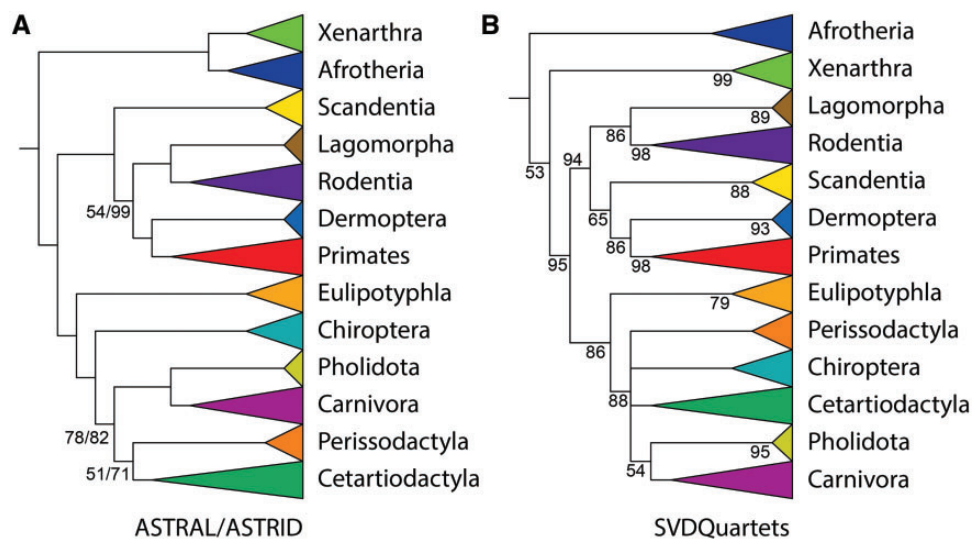 A
Xenarthra
Afrotheria
Scandentia
Lagomorpha
Rodentia
54/99
Dermoptera
Primates
Eulipotyphla
Chiroptera
Pholidota
Carnivora
78/82
Perissodactyla
51/71
Cetartiodactyla
ASTRAL/ASTRID
B
Afrotheria
Xenarthra
99
Lagomorpha
89
86
Rodentia
98
94
53
Scandentia
88
65
Dermoptera
93
86
Primates
98
95
Eulipotyphla
79
Perissodactyla
86
Chiroptera
88
Cetartiodactyla
Pholidota
95
54
Carnivora
SVDQuartets